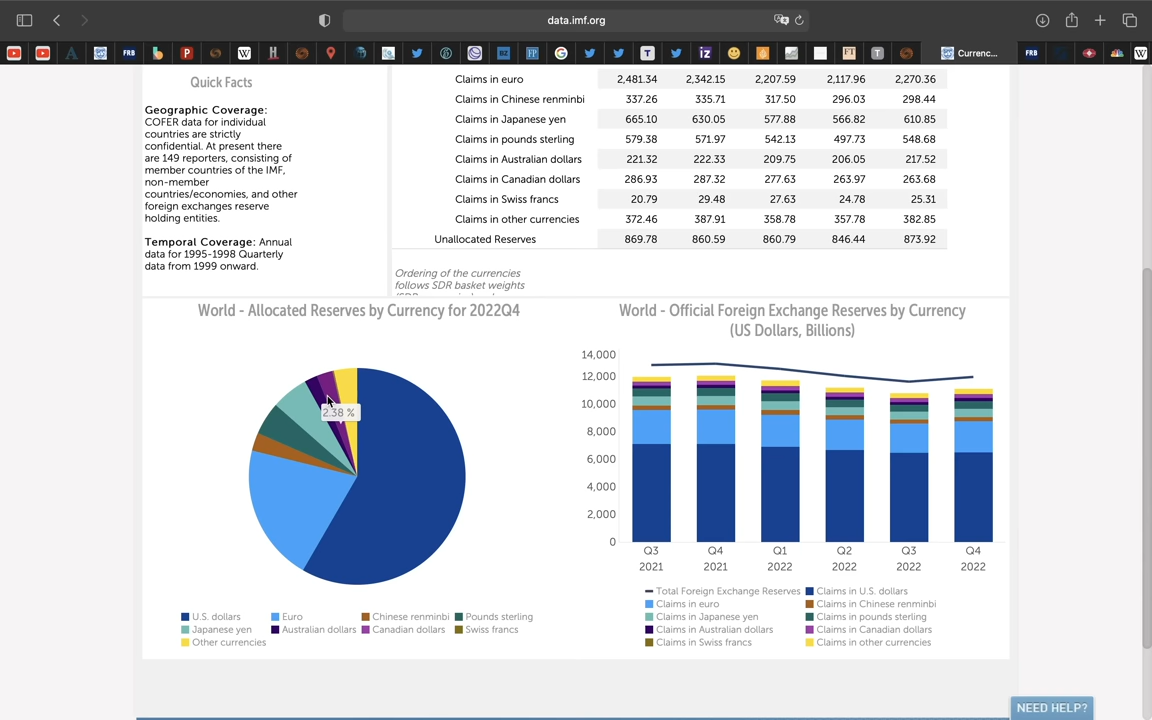 data.imf.org
FRB
P
W
H
BZ
FP
G
T
iz
FT
T
Currenc...
FRB
W
Quick Facts
Geographic Coverage:
COFER data for individual
countries are strictly
confidential. At present there
are 149 reporters, consisting of
member countries of the IMF,
non-member
countries/economies, and other
foreign exchanges reserve
holding entities.
Temporal Coverage: Annual
data for 1995-1998 Quarterly
data from 1999 onward.
Claims in euro 2,481.34 2,342.15 2,207.59 2,117.96 2,270.36
Claims in Chinese renminbi 337.26 335.71 317.50 296.03 298.44
Claims in Japanese yen 665.10 630.05 577.88 566.82 610.85
Claims in pounds sterling 579.38 571.97 542.13 497.73 548.68
Claims in Australian dollars 221.32 222.33 209.75 206.05 217.52
Claims in Canadian dollars 286.93 287.32 277.63 263.97 263.68
Claims in Swiss francs 20.79 29.48 27.63 24.78 25.31
Claims in other currencies 372.46 387.91 358.78 357.78 382.85
Unallocated Reserves 869.78 860.59 860.79 846.44 873.92
Ordering of the currencies
follows SDR basket weights
World - Allocated Reserves by Currency for 2022Q4
2.38 %
U.S. dollars Euro Chinese renminbi Pounds sterling
Japanese yen Australian dollars Canadian dollars Swiss francs
Other currencies
World - Official Foreign Exchange Reserves by Currency
(US Dollars, Billions)
14,000
12,000
10,000
8,000
6,000
4,000
2,000
0
Q3 Q4 Q1 Q2 Q3 Q4
2021 2021 2022 2022 2022 2022
Total Foreign Exchange Reserves Claims in U.S. dollars
Claims in euro Claims in Chinese renminbi
Claims in Japanese yen Claims in pounds sterling
Claims in Australian dollars Claims in Canadian dollars
Claims in Swiss francs Claims in other currencies
NEED HELP?